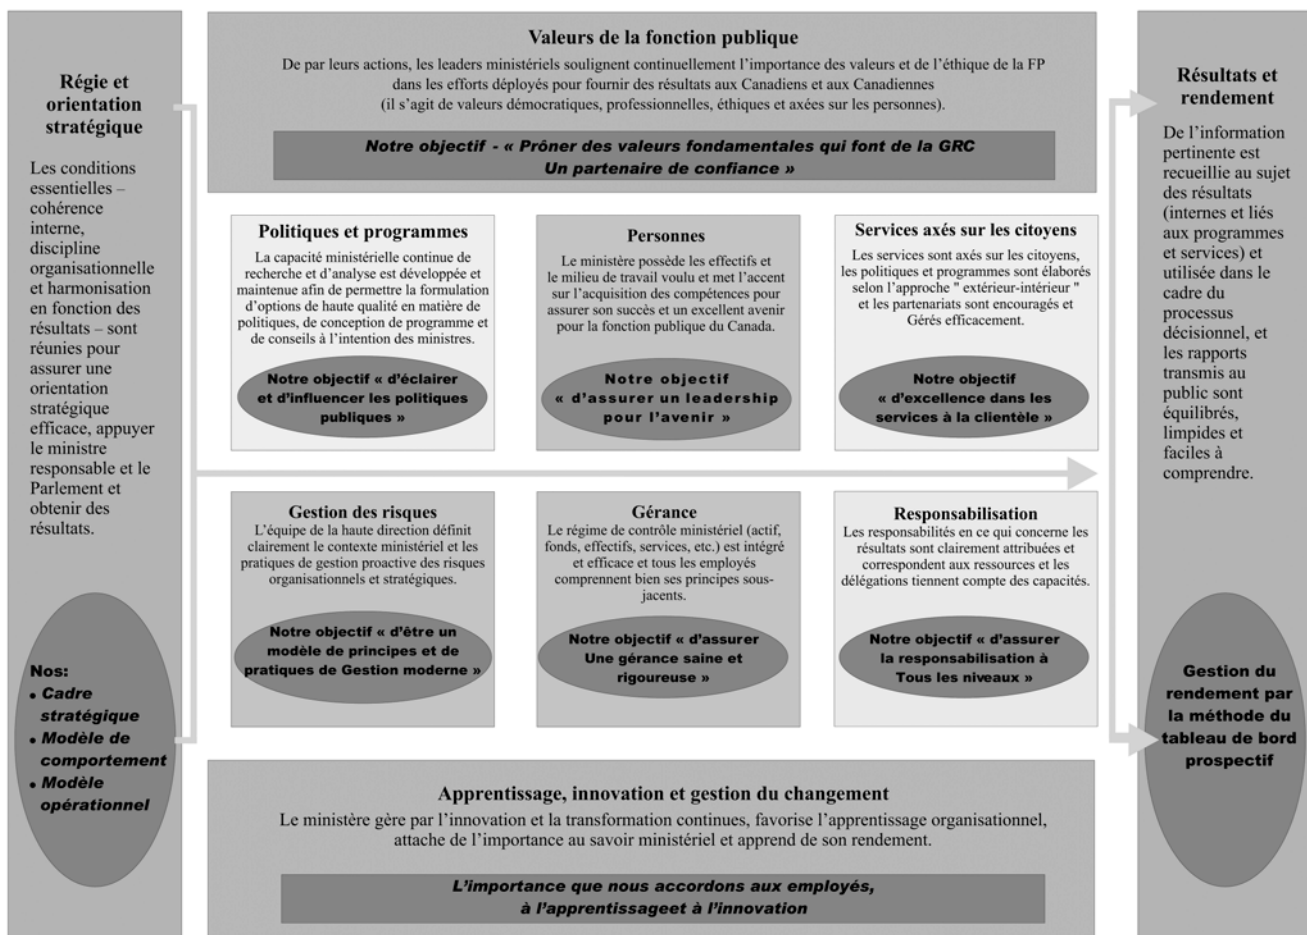 Régie et
orientation
stratégique
Les conditions
essentielles –
cohérence
interne,
discipline
organisationnelle
et harmonisation
en fonction des
résultats – sont
réunies pour
assurer une
orientation
stratégique
efficace, appuyer
le ministre
responsable et le
Parlement et
obtenir des
résultats.
Nos:
• Cadre
stratégique
• Modèle de
comportement
• Modèle
opérationnel
Valeurs de la fonction publique
De par leurs actions, les leaders ministériels soulignent continuellement l’importance des valeurs et de l’éthique de la FP
dans les efforts déployés pour fournir des résultats aux Canadiens et aux Canadiennes
(il s’agit de valeurs démocratiques, professionnelles, éthiques et axées sur les personnes).
Notre objectif - « Prôner des valeurs fondamentales qui font de la GRC
Un partenaire de confiance »
Politiques et programmes
La capacité ministérielle continue de
recherche et d’analyse est développée et
maintenue afin de permettre la formulation
d’options de haute qualité en matière de
politiques, de conception de programme et
de conseils à l’intention des ministres.
Notre objectif « d’éclairer
et d’influencer les politiques
publiques »
Personnes
Le ministère possède les effectifs et
le milieu de travail voulu et met l’accent
sur l’acquisition des compétences pour
assurer son succès et un excellent avenir
pour la fonction publique du Canada.
Notre objectif
« d’assurer un leadership
pour l’avenir »
Services axés sur les citoyens
Les services sont axés sur les citoyens,
les politiques et programmes sont élaborés
selon l’approche " extérieur-intérieur "
et les partenariats sont encouragés et
Gérés efficacement.
Notre objectif
« d’excellence dans les
services à la clientèle »
Gestion des risques
L’équipe de la haute direction définit
clairement le contexte ministériel et les
pratiques de gestion proactive des risques
organisationnels et stratégiques.
Notre objectif « d’être un
modèle de principes et de
pratiques de Gestion moderne »
Gérance
Le régime de contrôle ministériel (actif,
fonds, effectifs, services, etc.) est intégré
et efficace et tous les employés
comprennent bien ses principes sous-
jacents.
Notre objectif « d’assurer
Une gérance saine et
rigoureuse »
Responsabilisation
Les responsabilités en ce qui concerne les
résultats sont clairement attribuées et
correspondent aux ressources et les
délégations tiennent compte des capacités.
Notre objectif « d’assurer
la responsabilisation à
Tous les niveaux »
Apprentissage, innovation et gestion du changement
Le ministère gère par l’innovation et la transformation continues, favorise l’apprentissage organisationnel,
attache de l’importance au savoir ministériel et apprend de son rendement.
L’importance que nous accordons aux employés,
à l’apprentissageet à l’innovation
Résultats et
rendement
De l’information
pertinente est
recueillie au sujet
des résultats
(internes et liés
aux programmes
et services) et
utilisée dans le
cadre du
processus
décisionnel, et
les rapports
transmis au
public sont
équilibrés,
limpides et
faciles à
comprendre.
Gestion du
rendement par
la méthode du
tableau de bord
prospectif